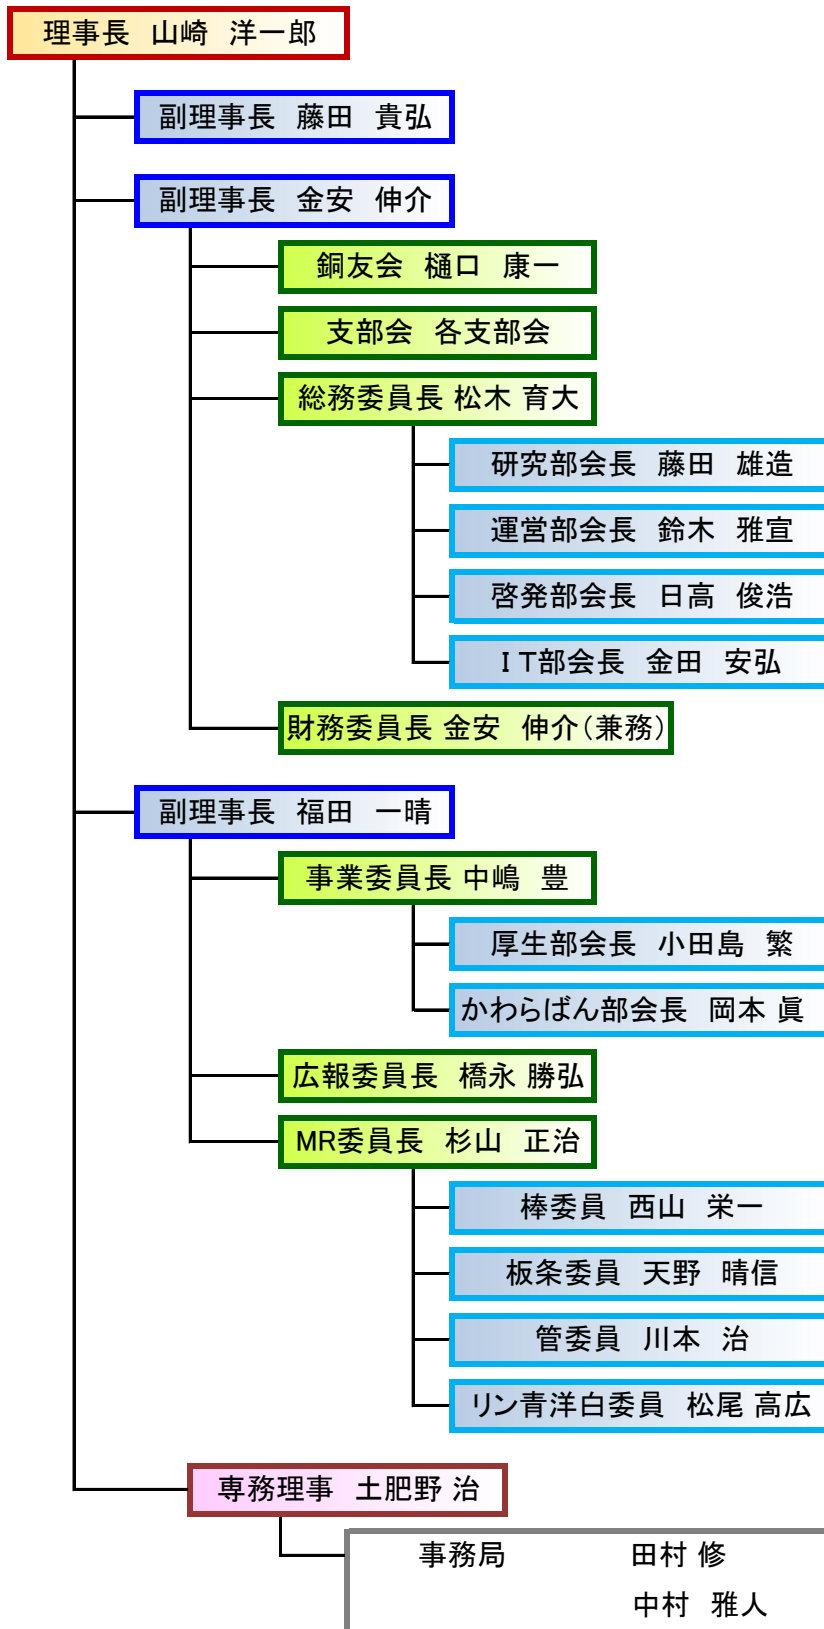 理事長　山崎　洋一郎
副理事長　藤田　貴弘
副理事長　金安　伸介
銅友会　樋口　康一
支部会　各支部会
総務委員長 松木 育大
研究部会長　藤田　雄造
運営部会長　鈴木　雅宣
啓発部会長　日高　俊浩
ＩＴ部会長　金田　安弘
財務委員長 金安　伸介（兼務）
副理事長　福田　一晴
事業委員長 中嶋　豊
厚生部会長　小田島　繁
かわらばん部会長　岡本 眞
広報委員長　橋永 勝弘
MR委員長　杉山　正治
棒委員　西山　栄一
板条委員　天野　晴信
管委員　川本　治
リン青洋白委員　松尾 高広
専務理事　土肥野 治
事務局　田村 修
中村　雅人